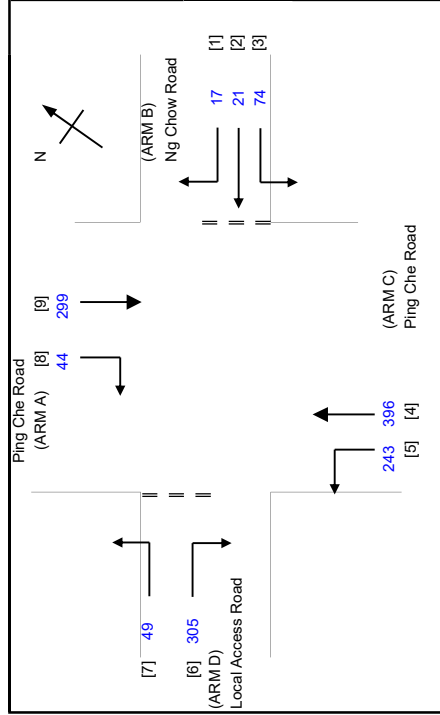 Ping Che Road
(ARM A)
[8]
[9]
44
299
N
(ARM B)
Ng Chow Road
17
[1]
21
[2]
74
[3]
[7]
49
[6]
305
(ARM D)
Local Access Road
243
396
[5]
[4]
(ARM C)
Ping Che Road